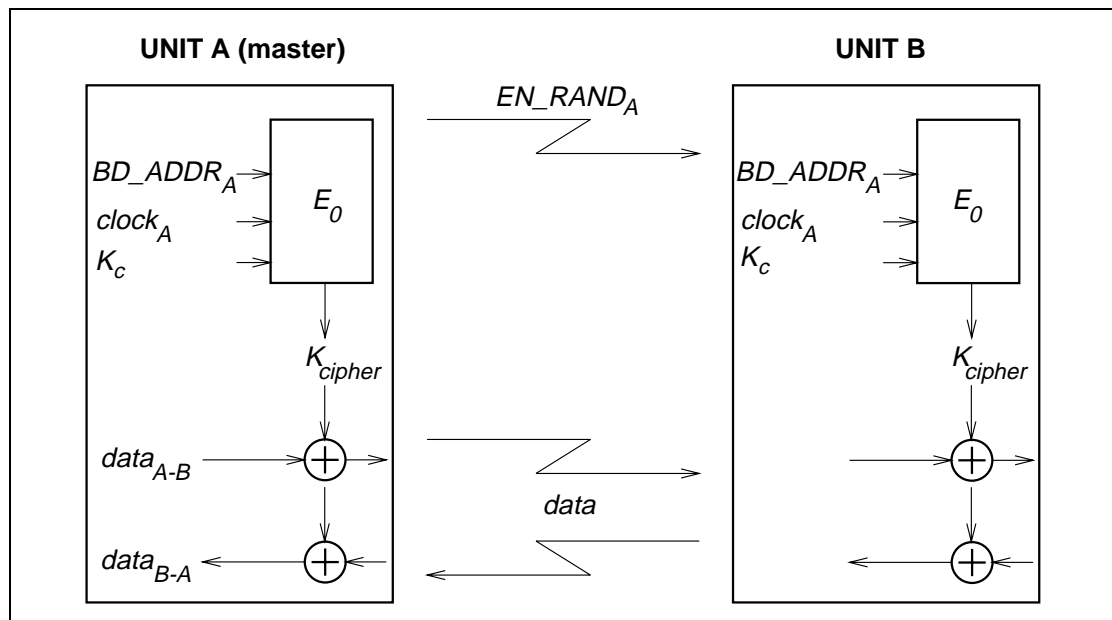 UNIT A (master)
UNIT B
EN_RAND_A
BD_ADDR_A
clock_A
K_c
E_0
K_cipher
data_A-B
data_B-A
data
BD_ADDR_A
clock_A
K_c
E_0
K_cipher